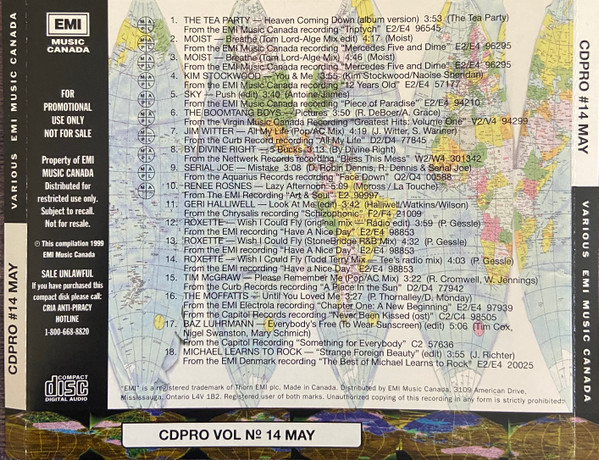 EMI
MUSIC
CANADA
FOR
PROMOTIONAL
USE ONLY
NOT FOR SALE
Property of EMI
MUSIC CANADA
Distributed for
restricted use only.
Subject to recall.
Not for resale.
℗ This compilation 1999
EMI Music Canada
SALE UNLAWFUL
If you have purchased this
compact disk please call:
CRIA ANTI-PIRACY
HOTLINE
1-800-668-8820
COMPACT
disc
DIGITAL AUDIO
VARIOUS EMI MUSIC CANADA
CDPRO #14 MAY
1. THE TEA PARTY — Heaven Coming Down (album version) 3:53 (The Tea Party)
From the EMI Music Canada recording "Triptych" E2/E4 96545
2. MOIST — Breathe (Tom Lord-Alge Mix edit) 4:17 (Moist)
From the EMI Music Canada recording "Mercedes Five and Dime" E2/E4 96295
3. MOIST — Breathe (Tom Lord-Alge Mix) 4:46 (Moist)
From the EMI Music Canada recording "Mercedes Five and Dime" E2/E4 96295
4. KIM STOCKWOOD — You & Me 3:55 (Kim Stockwood/Naoise Sheridan)
From the EMI Music Canada recording "12 Years Old" E2/E4 57177
5. SKY — Push (edit) 3:40 (Antoine/James)
From the EMI Music Canada recording "Piece of Paradise" E2/E4 94210
6. THE BOOMTANG BOYS — Pictures 3:50 (R. DeBoer/A. Grace)
From the Virgin Music Canada recording "Greatest Hits: Volume One" V2/V4 94299
7. JIM WITTER — All My Life (Pop/AC Mix) 4:19 (J. Witter, S. Wariner)
From the Curb Recording "All My Life" D2/D4 77845
8. BY DIVINE RIGHT — 5 Bucks 3:13 (By Divine Right)
From the Nettwerk Records recording "Bless This Mess" W2/W4 301342
9. SERIAL JOE — Mistake 3:08 (D. Robin Dennis, R. Dennis & Serial Joe)
From the Aquarius Records recording "Face Down" Q2/Q4 00588
10. RENEE ROSNES — Lazy Afternoon 5:09 (Moross / La Touche)
From The EMI Recording "Art & Soul" E2 99997
11. GERI HALLIWELL — Look At Me (edit) 3:42 (Halliwell/Watkins/Wilson)
From the Chrysalis recording "Schizophonic" F2/F4 21009
12. ROXETTE — Wish I Could Fly (original mix — Radio edit) 3:59 (P. Gessle)
From the EMI recording "Have A Nice Day" E2/E4 98853
13. ROXETTE — Wish I Could Fly (StoneBridge R&B Mix) 4:32 (P. Gessle)
From the EMI recording "Have A Nice Day" E2/E4 98853
14. ROXETTE — Wish I Could Fly (Todd Terry Mix — Tee's radio mix) 4:03 (P. Gessle)
From the EMI reccording "Have a Nice Day" E2/E4 98853
15. TIM McGRAW — Please Remember Me (Pop/AC Mix) 3:22 (R. Cromwell, W. Jennings)
From the Curb Records recording "A Place in the Sun" D2/D4 77942
16. THE MOFFATTS — Until You Loved Me 3:27 (P. Thornalley/D. Munday)
From the EMI Electrola recording "Chapter One: A New Beginning" E2/E4 97939
From the Capitol Records recording "Never Been Kissed (ost)" C2/C4 98505
17. BAZ LUHRMANN — Everybody's Free (To Wear Sunscreen) (edit) 5:06 (Tim Cox,
Nigel Swanston, Mary Schmich)
From the Capitol Recording "Something for Everybody" C2 57636
18. MICHAEL LEARNS TO ROCK — "Strange Foreign Beauty" (edit) 3:55 (J. Richter)
From the EMI Denmark recording "The Best of Michael Learns to Rock" E2/E4 20025
"EMI" is a registered trademark of Thorn EMI plc. Made in Canada. Distributed by EMI Music Canada, 3109 American Drive,
Mississauga, Ontario L4V 1B2. Registered user of both marks. Unauthorized copying of this recording in any form is strictly prohibited.
CDPRO #14 MAY
VARIOUS EMI MUSIC CANADA
CDPRO VOL Nº 14 MAY